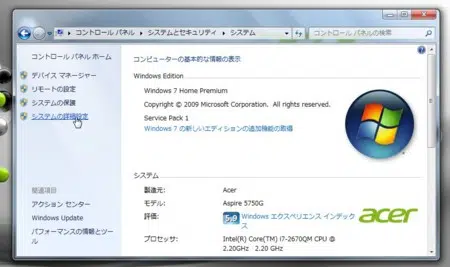 コントロール パネル ▸ システムとセキュリティ ▸ システム
コントロール パネルの検索
コントロール パネル ホーム
デバイス マネージャー
リモートの設定
システムの保護
システムの詳細設定
関連項目
アクション センター
Windows Update
パフォーマンスの情報とツール
コンピューターの基本的な情報の表示
Windows Edition
Windows 7 Home Premium
Copyright © 2009 Microsoft Corporation. All rights reserved.
Service Pack 1
Windows 7 の新しいエディションの追加機能の取得
システム
製造元: Acer
モデル: Aspire 5750G
評価: 5.9 Windows エクスペリエンス インデックス
acer
プロセッサ: Intel(R) Core(TM) i7-2670QM CPU @
2.20GHz 2.20 GHz